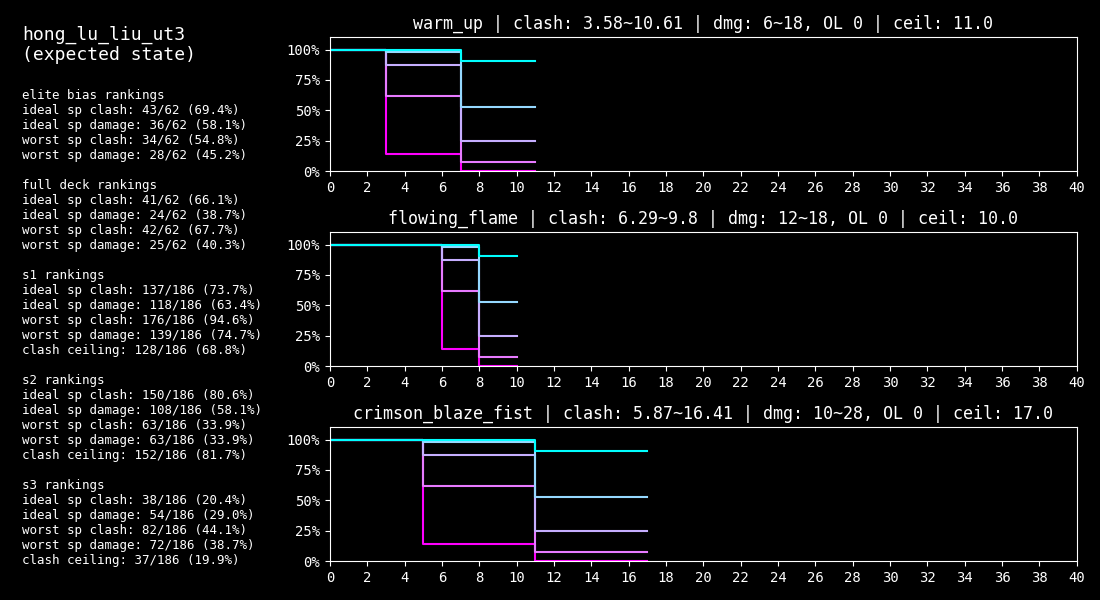 hong_lu_liu_ut3
(expected state)
elite bias rankings
ideal sp clash: 43/62 (69.4%)
ideal sp damage: 36/62 (58.1%)
worst sp clash: 34/62 (54.8%)
worst sp damage: 28/62 (45.2%)
full deck rankings
ideal sp clash: 41/62 (66.1%)
ideal sp damage: 24/62 (38.7%)
worst sp clash: 42/62 (67.7%)
worst sp damage: 25/62 (40.3%)
s1 rankings
ideal sp clash: 137/186 (73.7%)
ideal sp damage: 118/186 (63.4%)
worst sp clash: 176/186 (94.6%)
worst sp damage: 139/186 (74.7%)
clash ceiling: 128/186 (68.8%)
s2 rankings
ideal sp clash: 150/186 (80.6%)
ideal sp damage: 108/186 (58.1%)
worst sp clash: 63/186 (33.9%)
worst sp damage: 63/186 (33.9%)
clash ceiling: 152/186 (81.7%)
s3 rankings
ideal sp clash: 38/186 (20.4%)
ideal sp damage: 54/186 (29.0%)
worst sp clash: 82/186 (44.1%)
worst sp damage: 72/186 (38.7%)
clash ceiling: 37/186 (19.9%)
warm_up | clash: 3.58~10.61 | dmg: 6~18, OL 0 | ceil: 11.0
100%
75%
50%
25%
0%
0 2 4 6 8 10 12 14 16 18 20 22 24 26 28 30 32 34 36 38 40
flowing_flame | clash: 6.29~9.8 | dmg: 12~18, OL 0 | ceil: 10.0
100%
75%
50%
25%
0%
0 2 4 6 8 10 12 14 16 18 20 22 24 26 28 30 32 34 36 38 40
crimson_blaze_fist | clash: 5.87~16.41 | dmg: 10~28, OL 0 | ceil: 17.0
100%
75%
50%
25%
0%
0 2 4 6 8 10 12 14 16 18 20 22 24 26 28 30 32 34 36 38 40